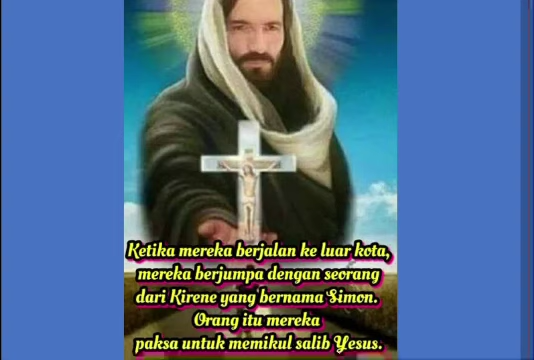 Ketika mereka berjalan ke luar kota,
mereka berjumpa dengan seorang
dari Kirene yang bernama Simon.
Orang itu mereka
paksa untuk memikul salib Yesus.